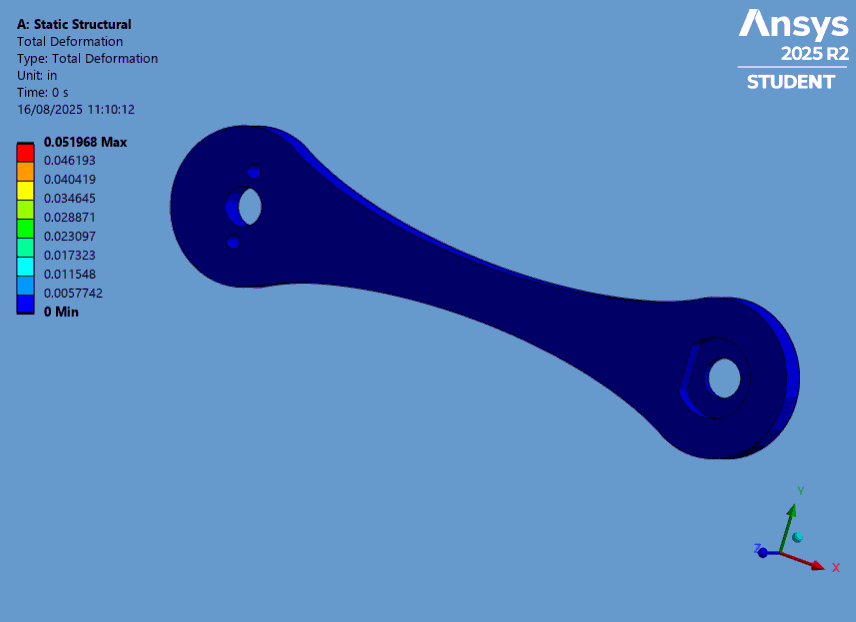 A: Static Structural
Total Deformation
Type: Total Deformation
Unit: in
Time: 0 s
16/08/2025 11:10:12
0.051968 Max
0.046193
0.040419
0.034645
0.028871
0.023097
0.017323
0.011548
0.0057742
0 Min
Ansys
2025 R2
STUDENT
Y
Z
X